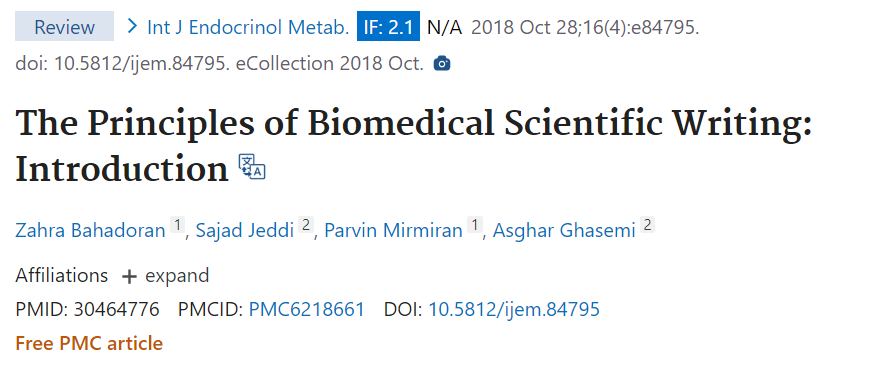 Review > Int J Endocrinol Metab. IF: 2.1 N/A 2018 Oct 28;16(4):e84795.
doi: 10.5812/ijem.84795. eCollection 2018 Oct.
The Principles of Biomedical Scientific Writing:
Introduction
Zahra Bahadoran 1, Sajad Jeddi 2, Parvin Mirmiran 1, Asghar Ghasemi 2
Affiliations + expand
PMID: 30464776 PMCID: PMC6218661 DOI: 10.5812/ijem.84795
Free PMC article